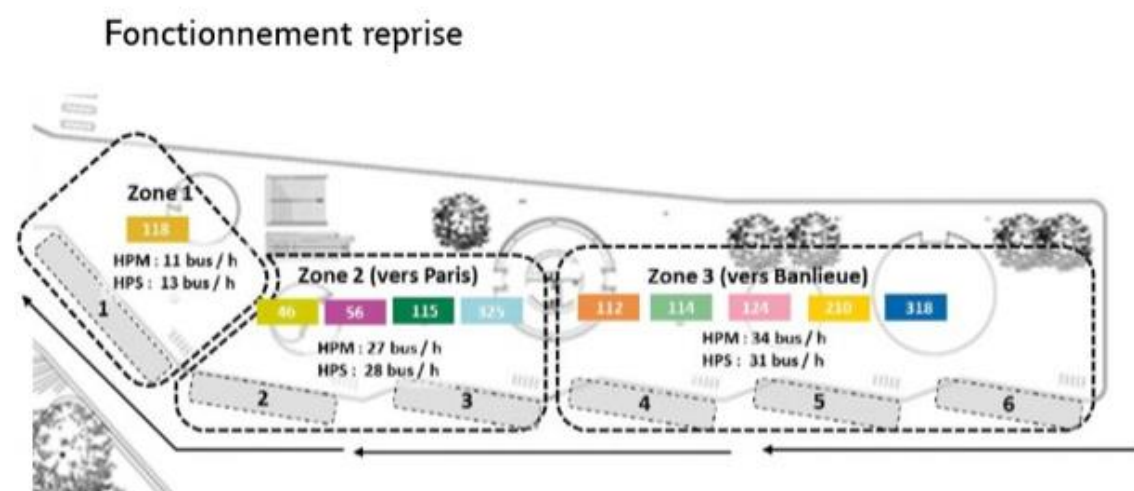 Fonctionnement reprise
Zone 1
118
HPM : 11 bus / h
HPS : 13 bus / h
1
Zone 2 (vers Paris)
46 56 115 325
HPM : 27 bus / h
HPS : 28 bus / h
2 3
Zone 3 (vers Banlieue)
112 114 124 210 318
HPM : 34 bus / h
HPS : 31 bus / h
4 5 6